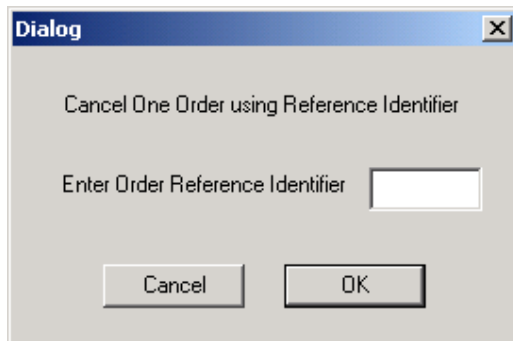 Dialog
Cancel One Order using Reference Identifier
Enter Order Reference Identifier
Cancel OK